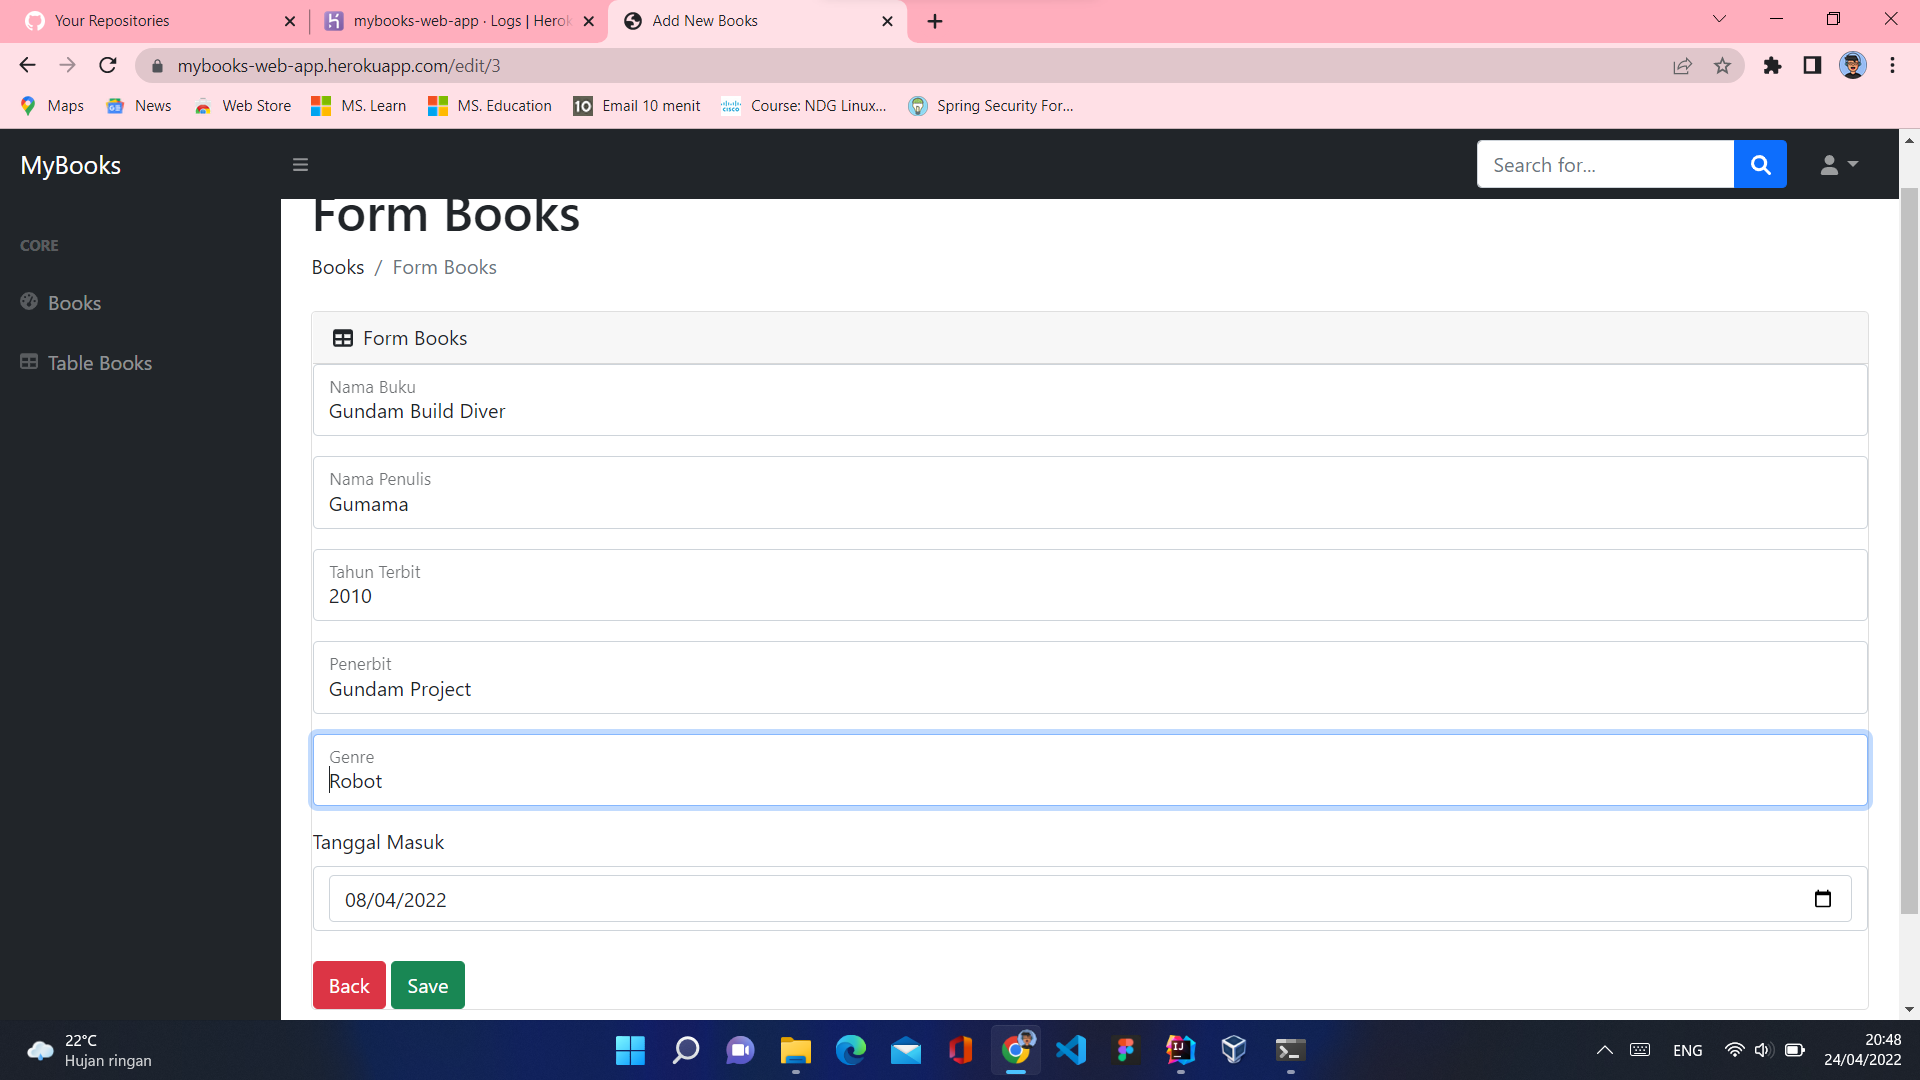 Your Repositories
mybooks-web-app · Logs | Herok
Add New Books
mybooks-web-app.herokuapp.com/edit/3
Maps
News
Web Store
MS. Learn
MS. Education
10
Email 10 menit
cisco
Course: NDG Linux...
Spring Security For...
MyBooks
Search for...
CORE
Books
Table Books
Form Books
Books / Form Books
Form Books
Nama Buku
Gundam Build Diver
Nama Penulis
Gumama
Tahun Terbit
2010
Penerbit
Gundam Project
Genre
Robot
Tanggal Masuk
08/04/2022
Back
Save
22°C
Hujan ringan
IJ
ENG
20:48
24/04/2022